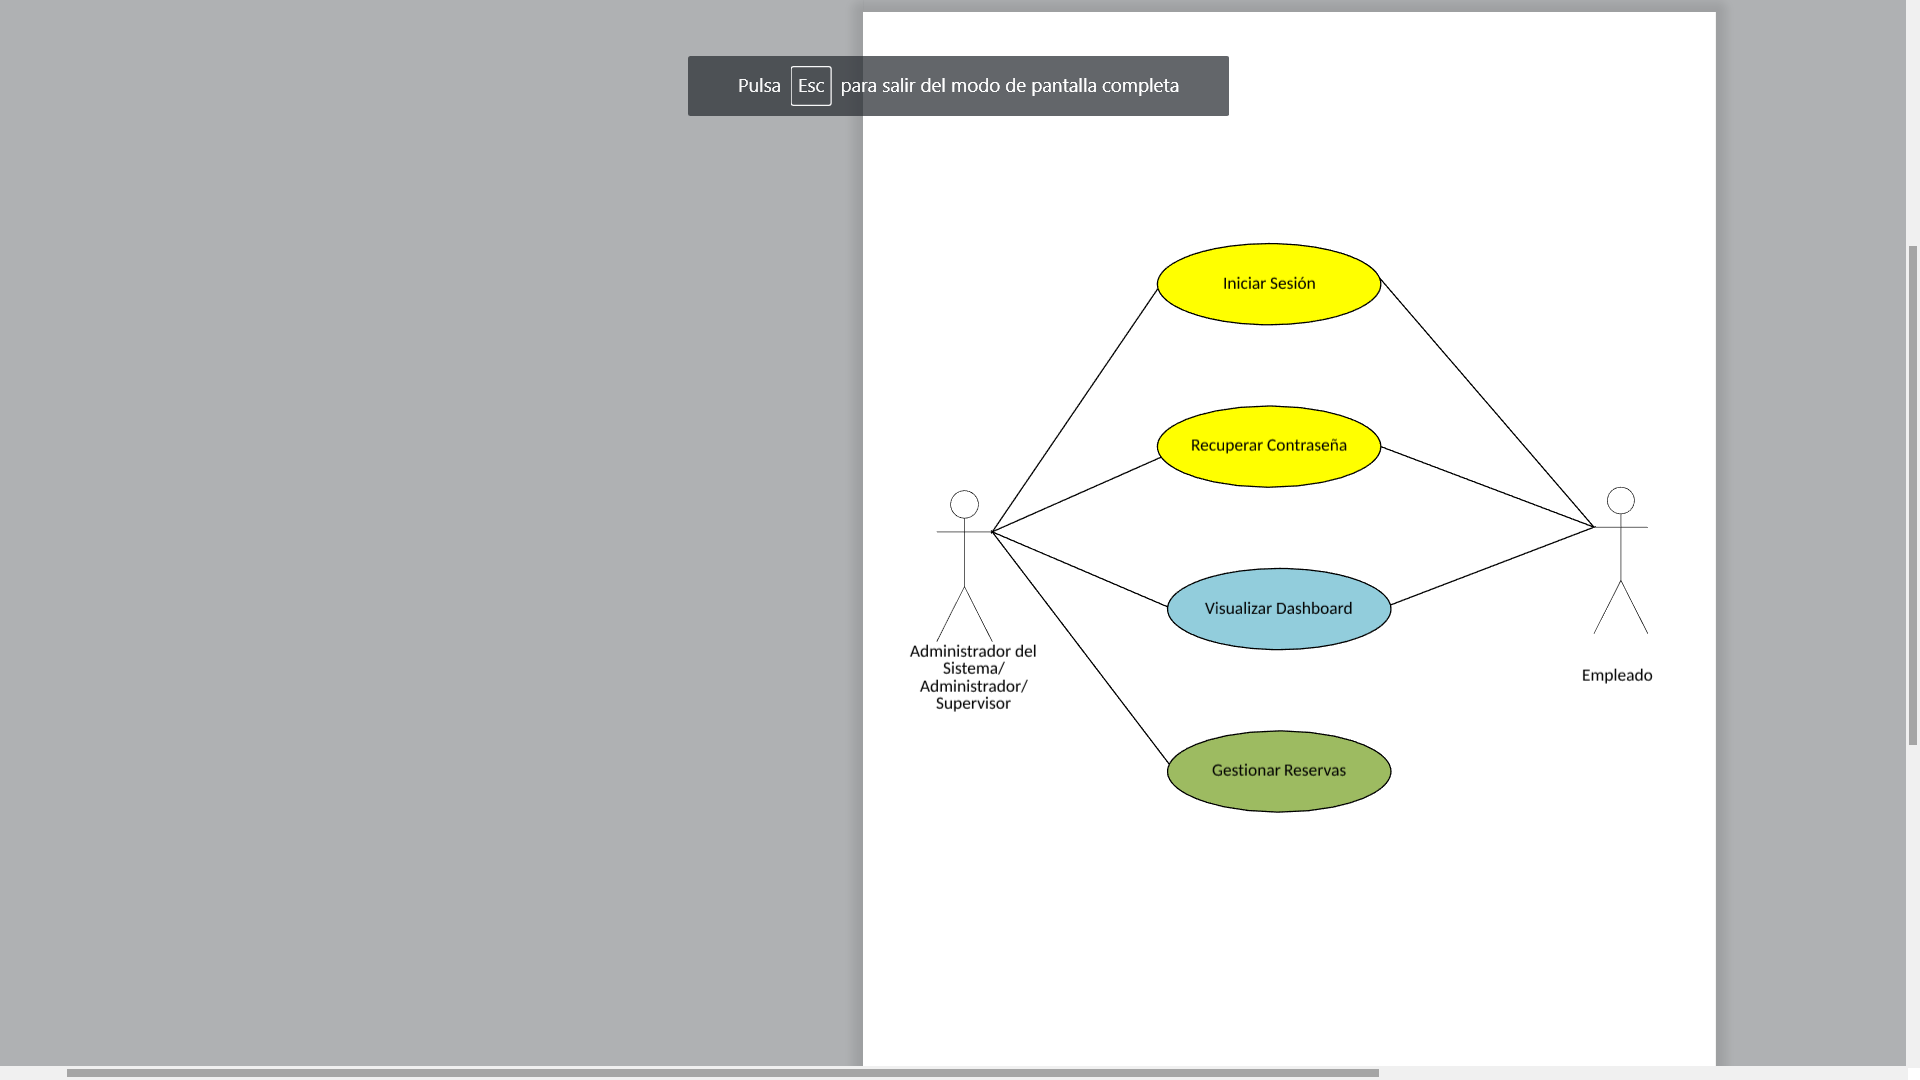 Pulsa Esc para salir del modo de pantalla completa
Iniciar Sesión
Recuperar Contraseña
Visualizar Dashboard
Administrador del
Sistema/
Administrador/
Supervisor
Empleado
Gestionar Reservas